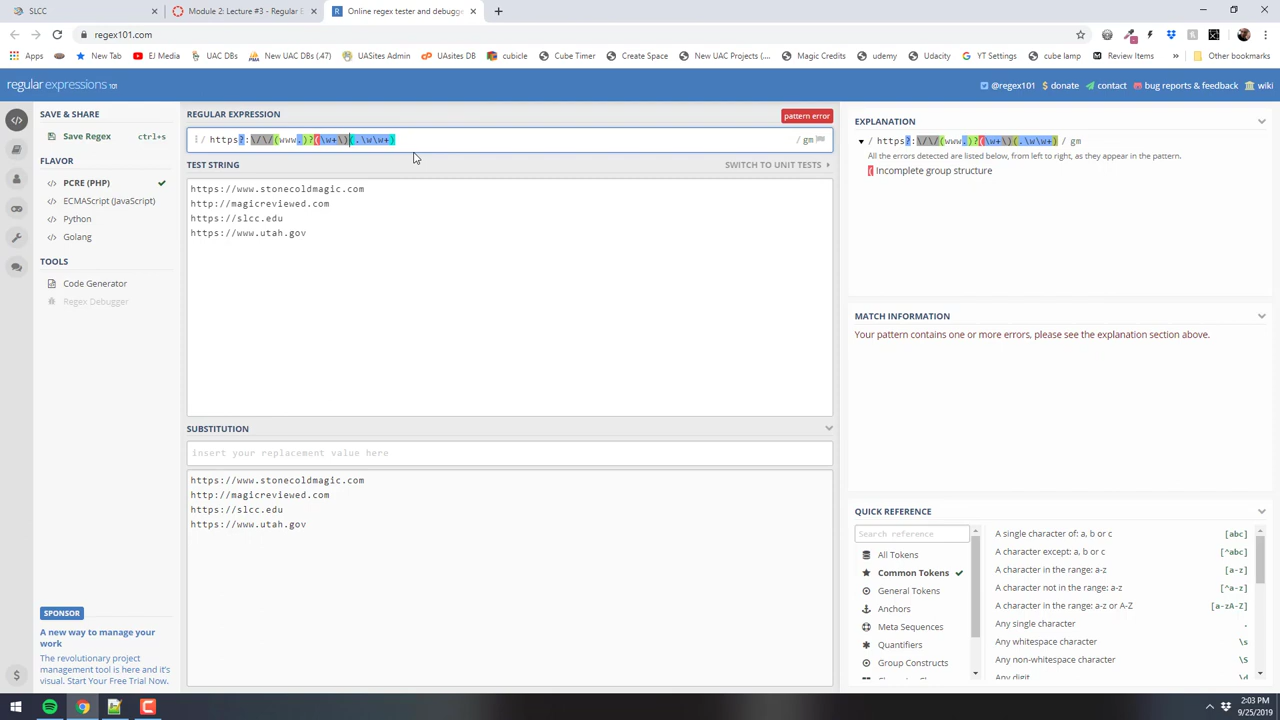 SLCC
Module 2: Lecture #3 - Regular E
Online regex tester and debugge
regex101.com
Apps
Tan
EJ Media
UAC DBs
New UAC DBs (.47)
UASites Admin
UAsites DB
cubicle
Cube Timer
Create Space
New UAC Projects (...
Magic Credits
udemy
Udacity
YT Settings
cube lamp
Review Items
»
Other bookmarks
regular expressions 101
@regex101
donate
contact
bug reports & feedback
wiki
SAVE & SHARE
Save Regex
ctrl+s
FLAVOR
</> PCRE (PHP)
</> ECMAScript (JavaScript)
</> Python
</> Golang
TOOLS
Code Generator
Regex Debugger
SPONSOR
A new way to manage your
work
The revolutionary project
management tool is here and it's
visual. Start Your Free Trial Now.
REGULAR EXPRESSION
pattern error
/ https?:\/\/(www.)?(\w+\)(.\w\w+)
/ gm
TEST STRING
SWITCH TO UNIT TESTS
https://www.stonecoldmagic.com
http://magicreviewed.com
https://slcc.edu
https://www.utah.gov
SUBSTITUTION
insert your replacement value here
https://www.stonecoldmagic.com
http://magicreviewed.com
https://slcc.edu
https://www.utah.gov
EXPLANATION
/ https?:\/\/(www.)?(\w+\)(.\w\w+) / gm
All the errors detected are listed below, from left to right, as they appear in the pattern.
( Incomplete group structure
MATCH INFORMATION
Your pattern contains one or more errors, please see the explanation section above.
QUICK REFERENCE
Search reference
All Tokens
Common Tokens
General Tokens
Anchors
Meta Sequences
Quantifiers
Group Constructs
A single character of: a, b or c [abc]
A character except: a, b or c [^abc]
A character in the range: a-z [a-z]
A character not in the range: a-z [^a-z]
A character in the range: a-z or A-Z [a-zA-Z]
Any single character .
Any whitespace character \s
Any non-whitespace character \S
Any digit \d
2:03 PM
9/25/2019